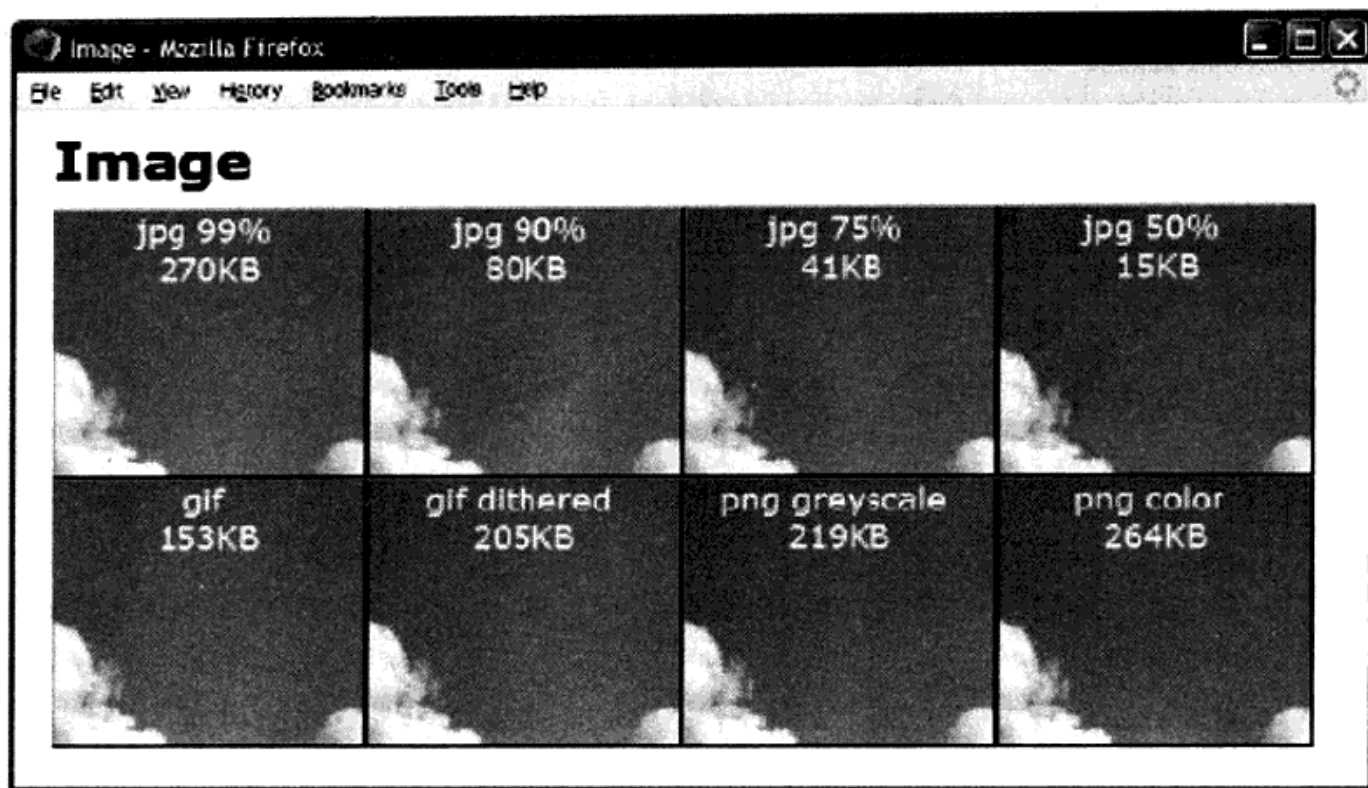 Image - Mozilla Firefox
File Edit View History Bookmarks Tools Help
Image
jpg 99% jpg 90% jpg 75% jpg 50%
270KB 80KB 41KB 15KB
gif gif dithered png greyscale png color
153KB 205KB 219KB 264KB